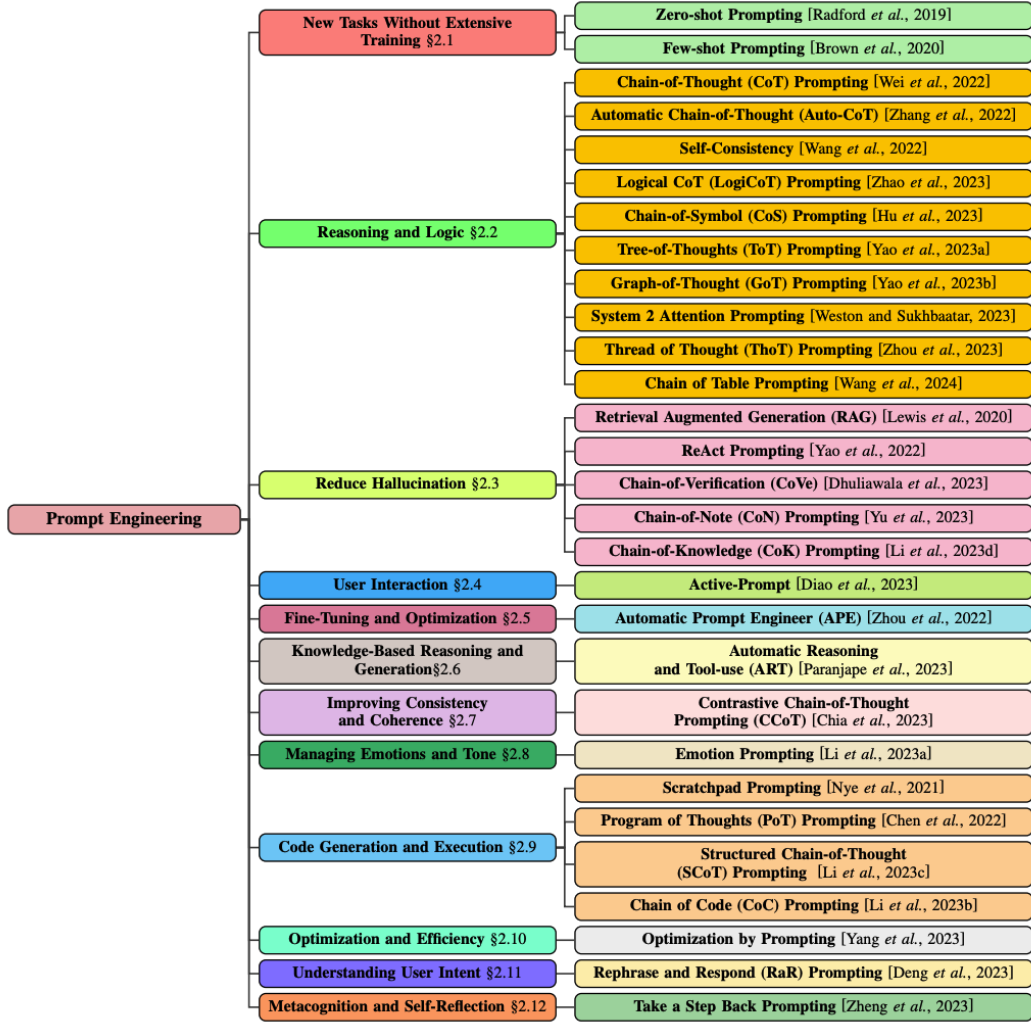 New Tasks Without Extensive
Training §2.1
Zero-shot Prompting [Radford et al., 2019]
Few-shot Prompting [Brown et al., 2020]
Chain-of-Thought (CoT) Prompting [Wei et al., 2022]
Automatic Chain-of-Thought (Auto-CoT) [Zhang et al., 2022]
Self-Consistency [Wang et al., 2022]
Logical CoT (LogiCoT) Prompting [Zhao et al., 2023]
Chain-of-Symbol (CoS) Prompting [Hu et al., 2023]
Reasoning and Logic §2.2
Tree-of-Thoughts (ToT) Prompting [Yao et al., 2023a]
Graph-of-Thought (GoT) Prompting [Yao et al., 2023b]
System 2 Attention Prompting [Weston and Sukhbaatar, 2023]
Thread of Thought (ThoT) Prompting [Zhou et al., 2023]
Chain of Table Prompting [Wang et al., 2024]
Retrieval Augmented Generation (RAG) [Lewis et al., 2020]
ReAct Prompting [Yao et al., 2022]
Reduce Hallucination §2.3
Chain-of-Verification (CoVe) [Dhuliawala et al., 2023]
Chain-of-Note (CoN) Prompting [Yu et al., 2023]
Prompt Engineering
Chain-of-Knowledge (CoK) Prompting [Li et al., 2023d]
User Interaction §2.4
Active-Prompt [Diao et al., 2023]
Fine-Tuning and Optimization §2.5
Automatic Prompt Engineer (APE) [Zhou et al., 2022]
Knowledge-Based Reasoning and
Generation§2.6
Automatic Reasoning
and Tool-use (ART) [Paranjape et al., 2023]
Improving Consistency
and Coherence §2.7
Contrastive Chain-of-Thought
Prompting (CCoT) [Chia et al., 2023]
Managing Emotions and Tone §2.8
Emotion Prompting [Li et al., 2023a]
Scratchpad Prompting [Nye et al., 2021]
Program of Thoughts (PoT) Prompting [Chen et al., 2022]
Code Generation and Execution §2.9
Structured Chain-of-Thought
(SCoT) Prompting [Li et al., 2023c]
Chain of Code (CoC) Prompting [Li et al., 2023b]
Optimization and Efficiency §2.10
Optimization by Prompting [Yang et al., 2023]
Understanding User Intent §2.11
Rephrase and Respond (RaR) Prompting [Deng et al., 2023]
Metacognition and Self-Reflection §2.12
Take a Step Back Prompting [Zheng et al., 2023]